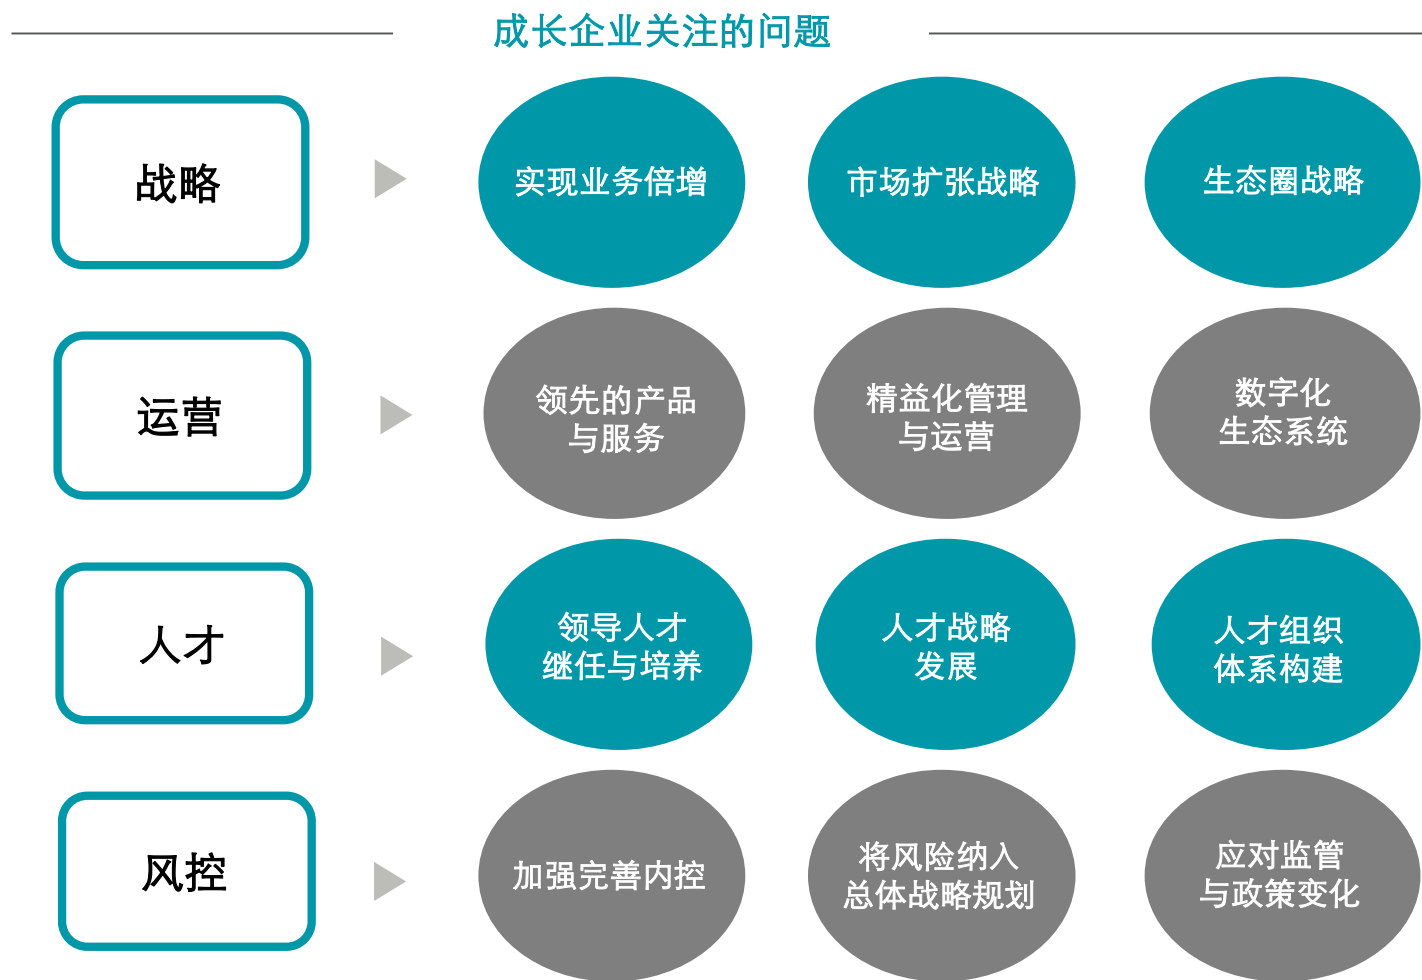 成长企业关注的问题
战略
实现业务倍增
市场扩张战略
生态圈战略
运营
领先的产品
与服务
精益化管理
与运营
数字化
生态系统
人才
领导人才
继任与培养
人才战略
发展
人才组织
体系构建
风控
加强完善内控
将风险纳入
总体战略规划
应对监管
与政策变化